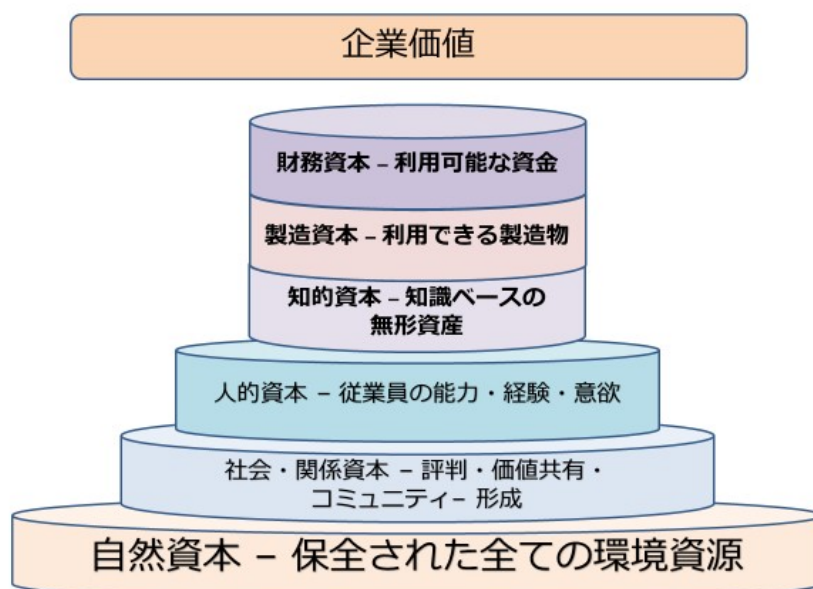 企業価値
財務資本 – 利用可能な資金
製造資本 – 利用できる製造物
知的資本 – 知識ベースの
無形資産
人的資本 – 従業員の能力・経験・意欲
社会・関係資本 – 評判・価値共有・
コミュニティ– 形成
自然資本 – 保全された全ての環境資源